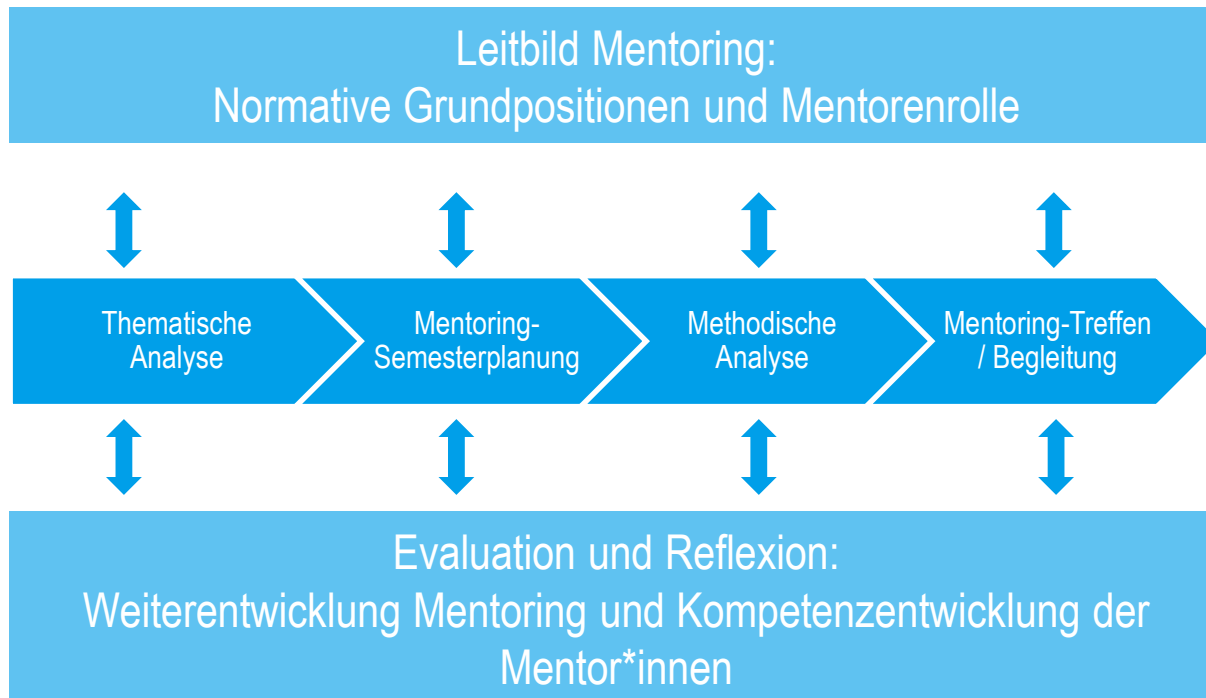 Leitbild Mentoring:
Normative Grundpositionen und Mentorenrolle
Thematische
Analyse
Mentoring-
Semesterplanung
Methodische
Analyse
Mentoring-Treffen
/ Begleitung
Evaluation und Reflexion:
Weiterentwicklung Mentoring und Kompetenzentwicklung der
Mentor*innen